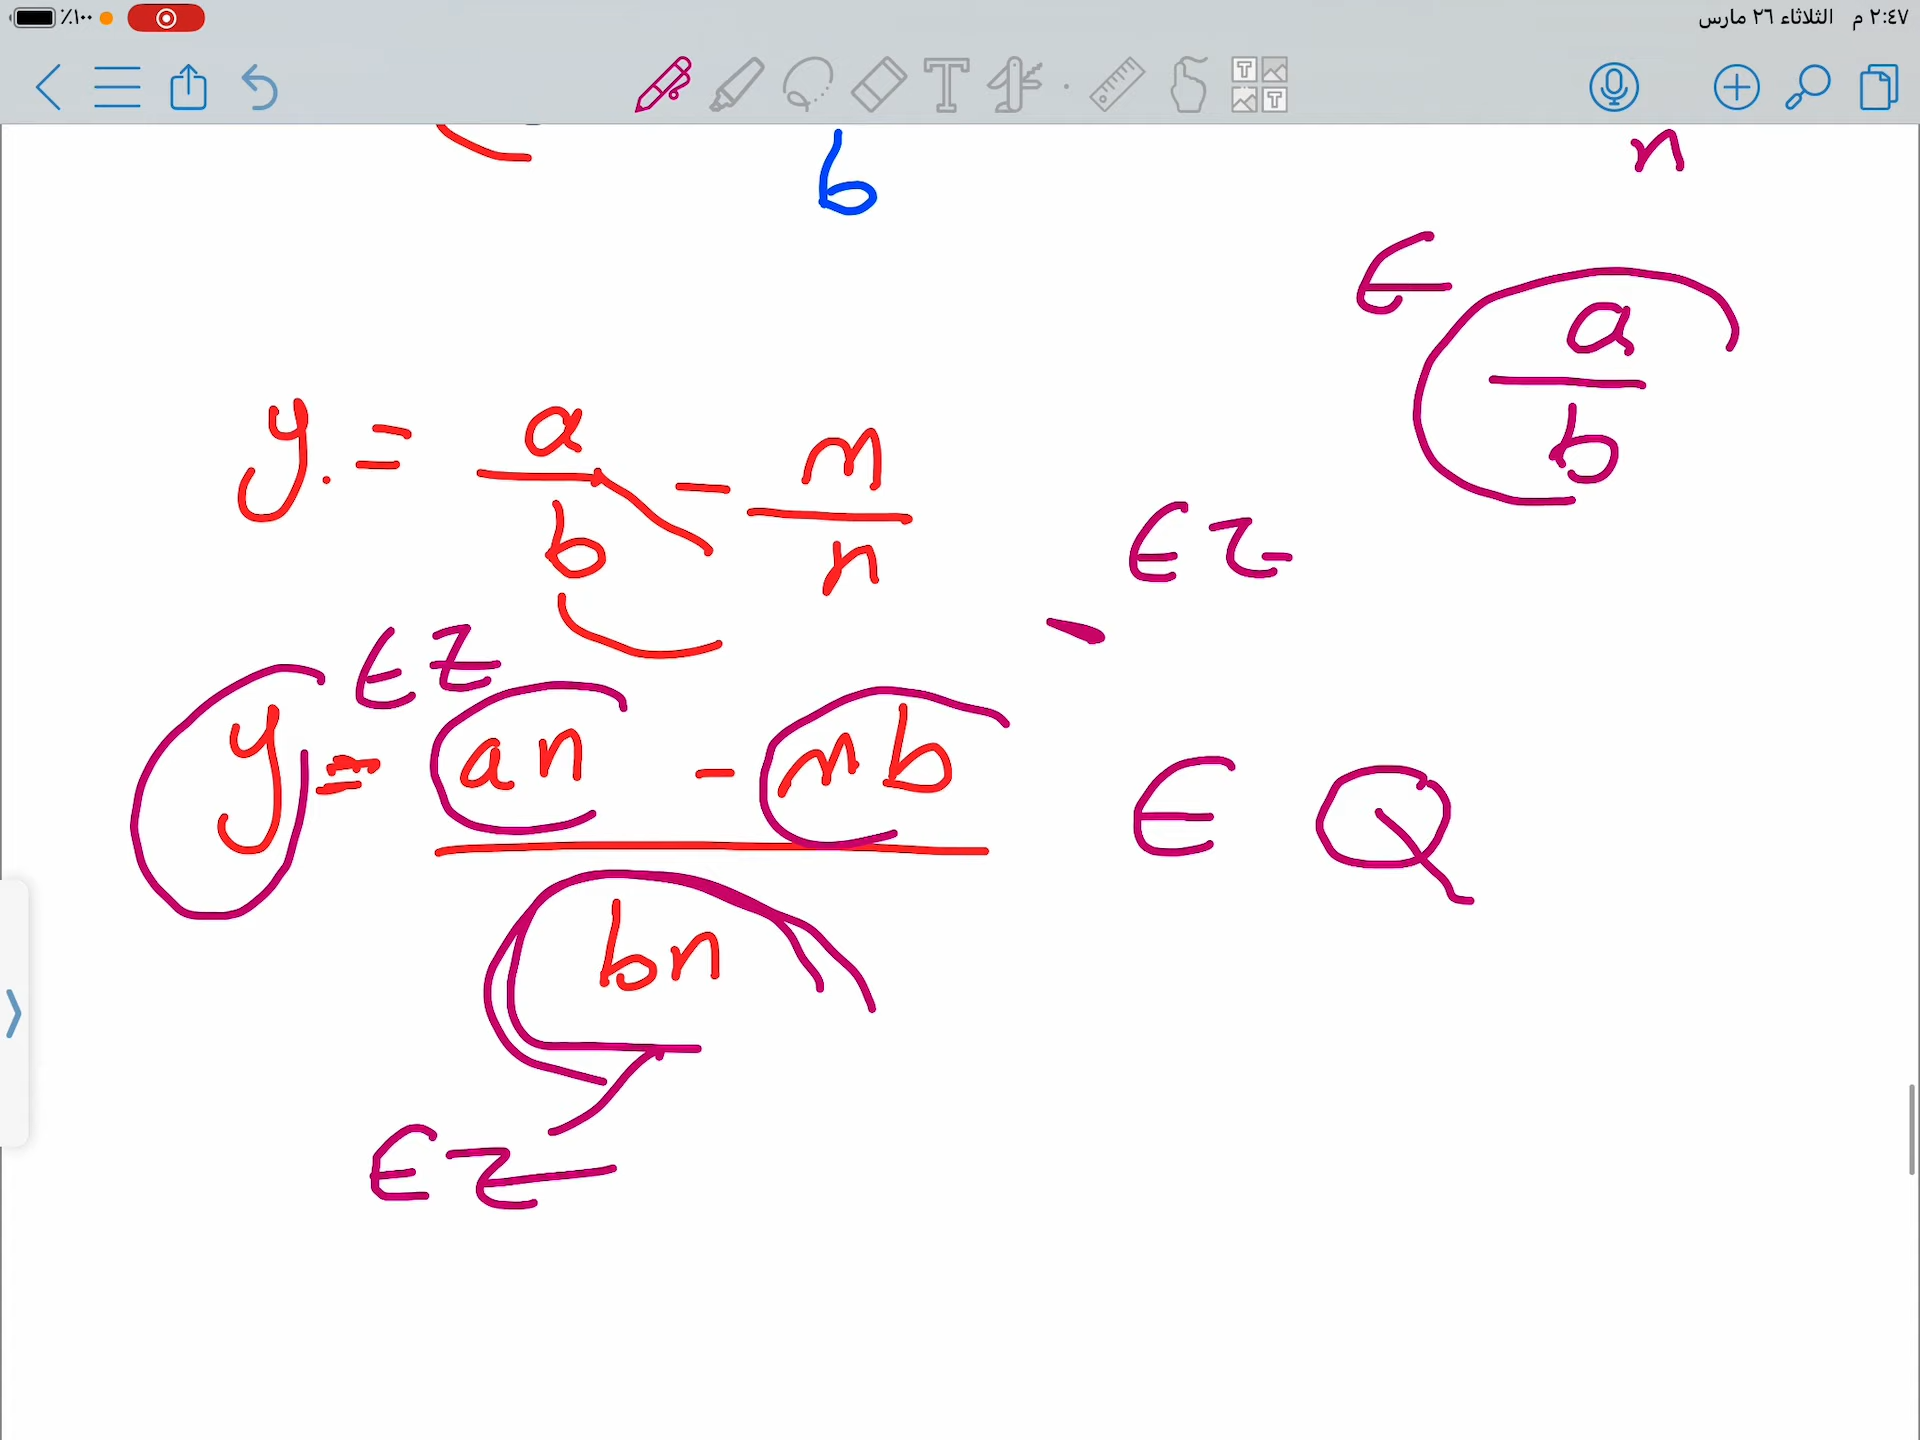 ٪١٠٠
٢:٤٧ م الثلاثاء ٢٦ مارس
b
n
∈ a/b
y. = a/b - m/n
∈ Z
∈ Z
y = (an - mb)/bn ∈ Q
∈ Z